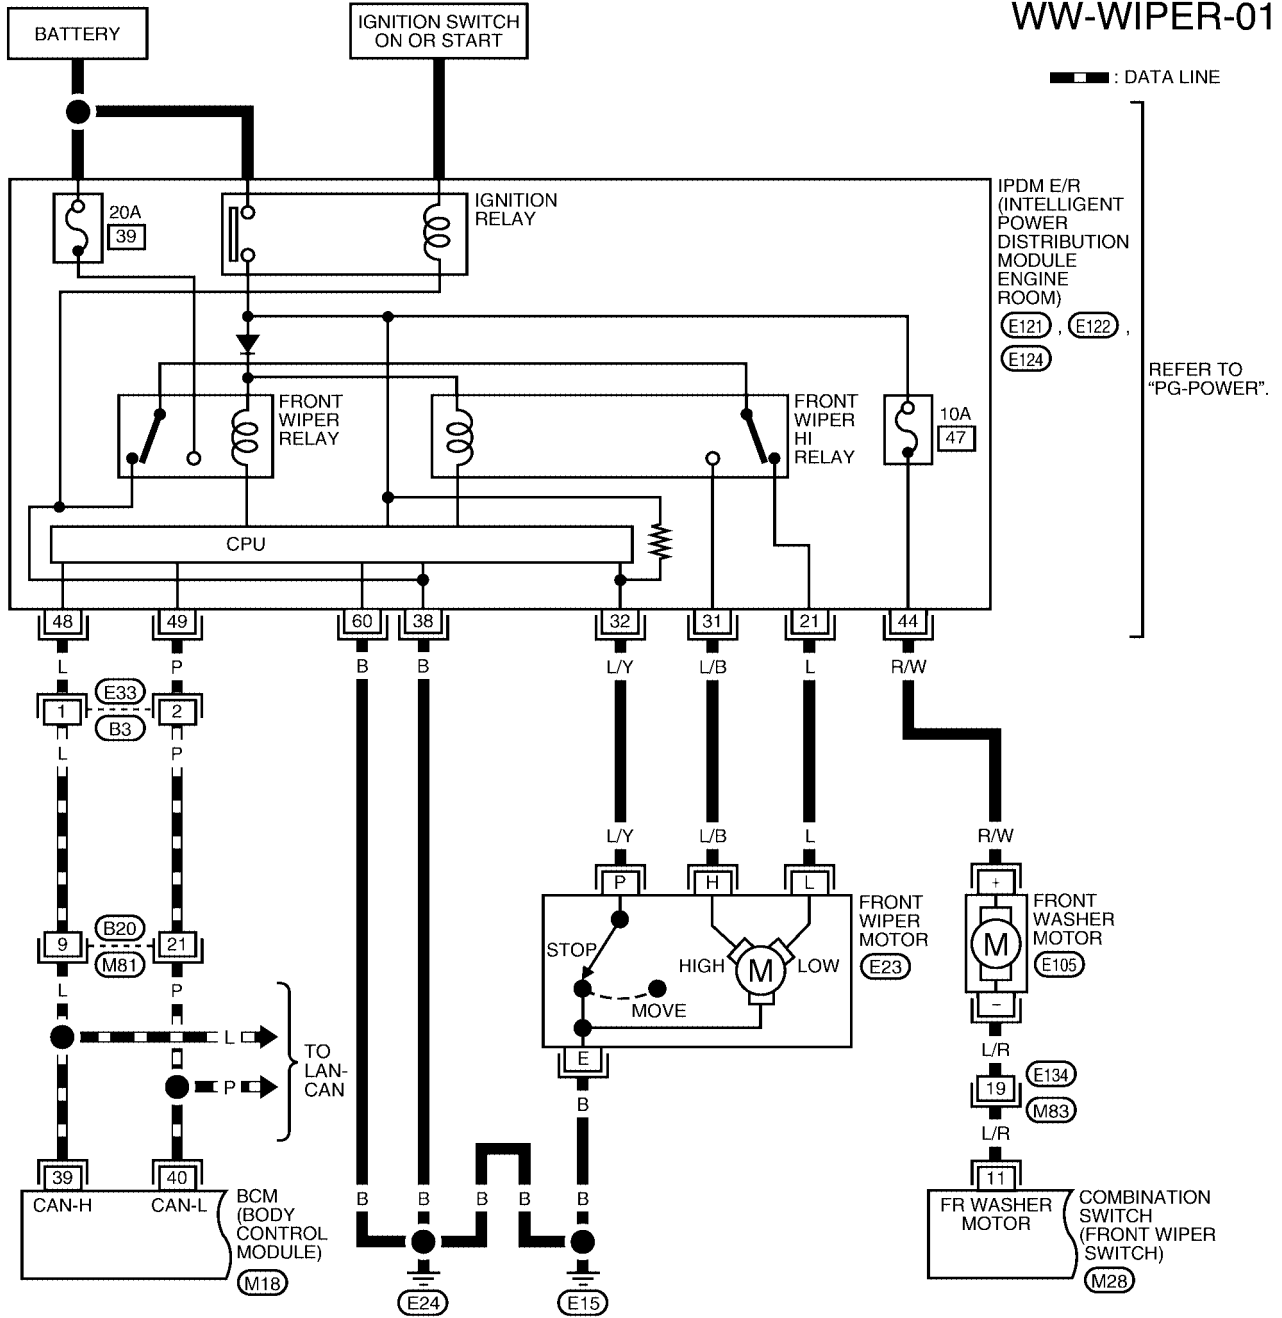 WW-WIPER-01
BATTERY
IGNITION SWITCH
ON OR START
: DATA LINE
20A
39
IGNITION
RELAY
IPDM E/R
(INTELLIGENT
POWER
DISTRIBUTION
MODULE
ENGINE
ROOM)
E121 , E122 ,
E124
REFER TO
“PG-POWER”.
FRONT
WIPER
RELAY
FRONT
WIPER
HI
RELAY
10A
47
CPU
48 49 60 38 32 31 21 44
L P B B L/Y L/B L R/W
E33
1 2
B3
L P
L/Y L/B L R/W
P H L +
B20
9 21
M81
L P
STOP
MOVE
HIGH M LOW
FRONT
WIPER
MOTOR
E23
M
FRONT
WASHER
MOTOR
E105
–
L
P
TO
LAN-
CAN
E
B
L/R
19
E134
M83
L/R
39 40
CAN-H CAN-L
BCM
(BODY
CONTROL
MODULE)
M18
B B B B B
E24 E15
11
FR WASHER
MOTOR
COMBINATION
SWITCH
(FRONT WIPER
SWITCH)
M28